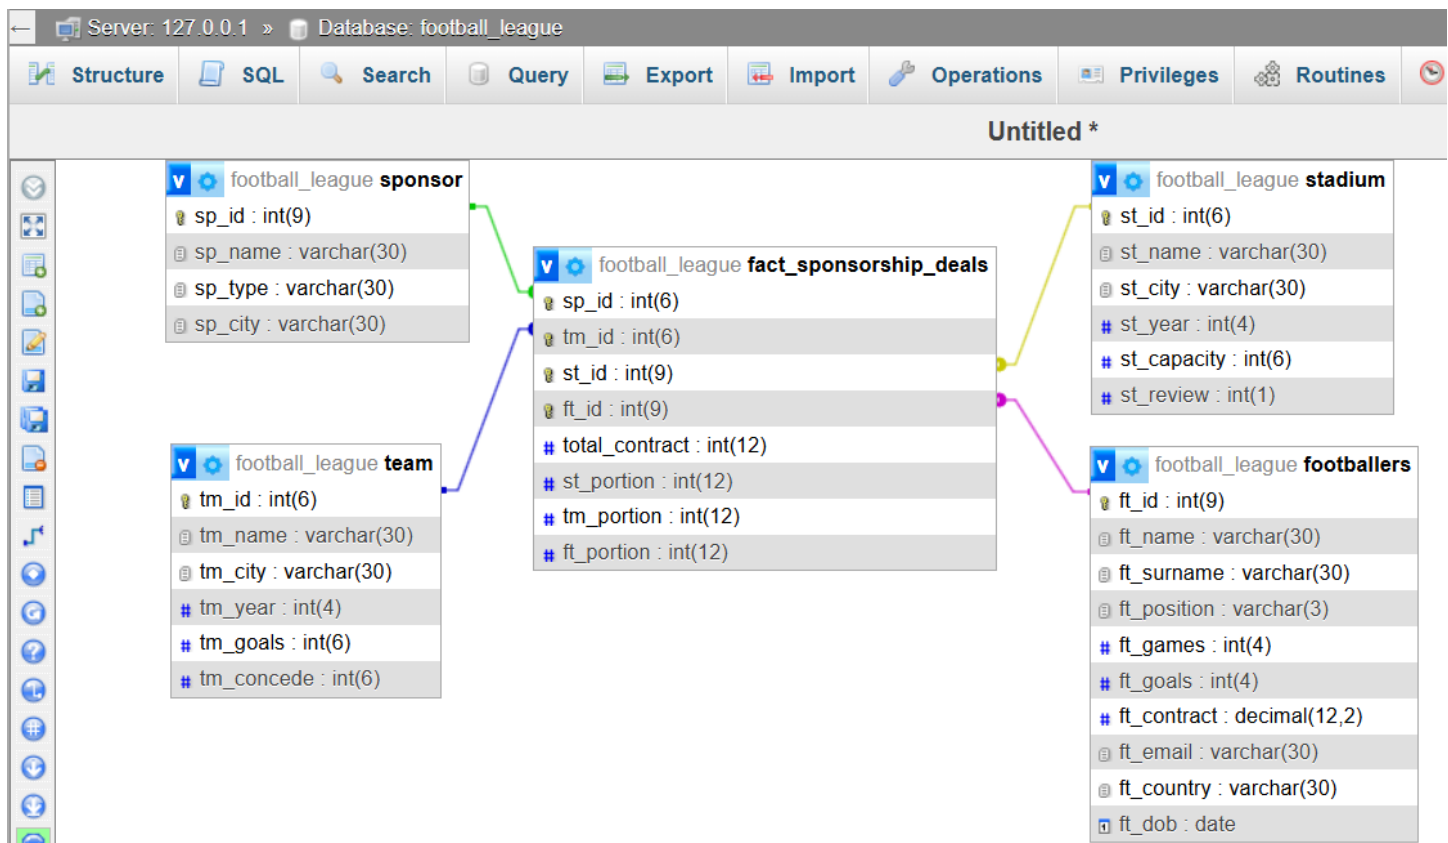 Server: 127.0.0.1 » Database: football_league
Structure SQL Search Query Export Import Operations Privileges Routines
Untitled *
v football_league sponsor
sp_id : int(9)
sp_name : varchar(30)
sp_type : varchar(30)
sp_city : varchar(30)
v football_league team
tm_id : int(6)
tm_name : varchar(30)
tm_city : varchar(30)
# tm_year : int(4)
# tm_goals : int(6)
# tm_concede : int(6)
v football_league fact_sponsorship_deals
sp_id : int(6)
tm_id : int(6)
st_id : int(9)
ft_id : int(9)
# total_contract : int(12)
# st_portion : int(12)
# tm_portion : int(12)
# ft_portion : int(12)
v football_league stadium
st_id : int(6)
st_name : varchar(30)
st_city : varchar(30)
# st_year : int(4)
# st_capacity : int(6)
# st_review : int(1)
v football_league footballers
ft_id : int(9)
ft_name : varchar(30)
ft_surname : varchar(30)
ft_position : varchar(3)
# ft_games : int(4)
# ft_goals : int(4)
# ft_contract : decimal(12,2)
ft_email : varchar(30)
ft_country : varchar(30)
ft_dob : date